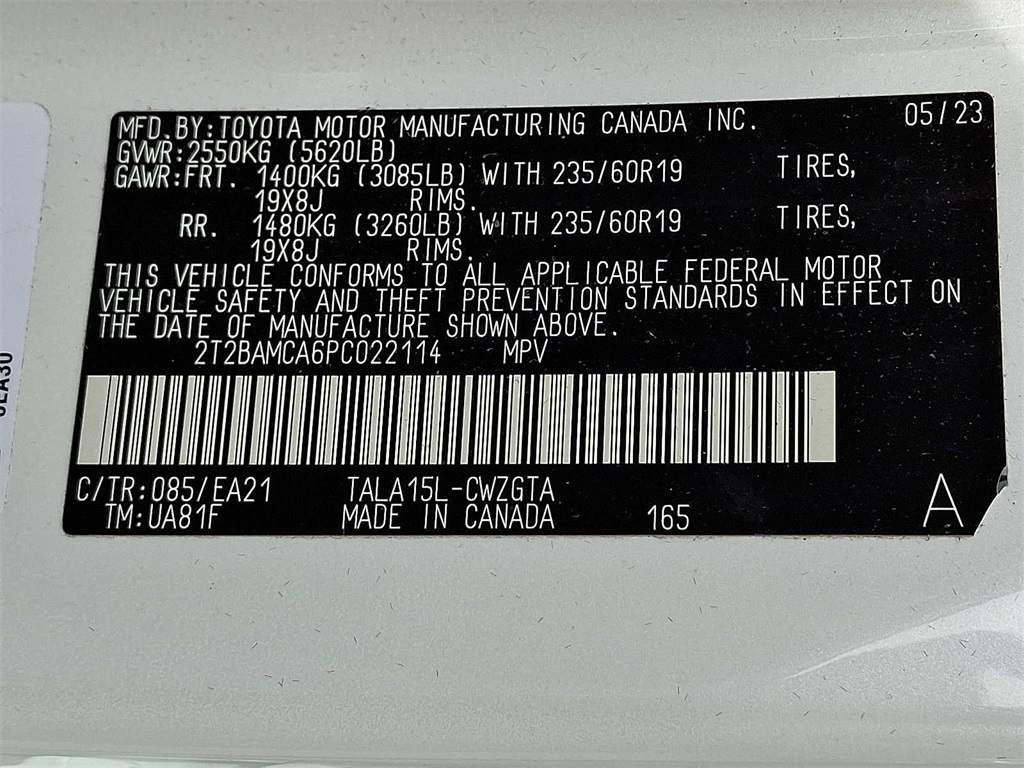 MFD.BY:TOYOTA MOTOR MANUFACTURING CANADA INC. 05/23
GVWR:2550KG (5620LB)
GAWR:FRT. 1400KG (3085LB) WITH 235/60R19 TIRES,
19X8J RIMS.
RR. 1480KG (3260LB) WITH 235/60R19 TIRES,
19X8J RIMS.
THIS VEHICLE CONFORMS TO ALL APPLICABLE FEDERAL MOTOR
VEHICLE SAFETY AND THEFT PREVENTION STANDARDS IN EFFECT ON
THE DATE OF MANUFACTURE SHOWN ABOVE.
2T2BAMCA6PC022114 MPV
C/TR:085/EA21 TALA15L-CWZGTA
TM:UA81F MADE IN CANADA 165 A